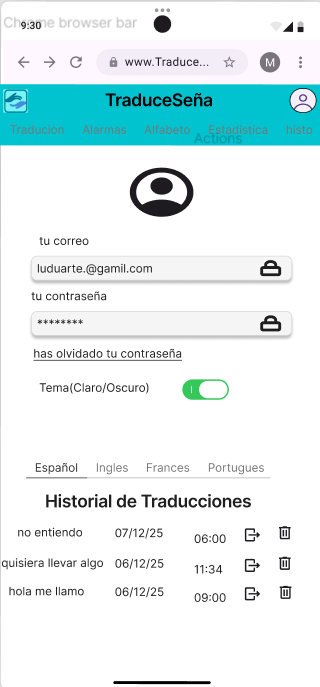 Chrome browser bar
9:30
www.Traduce...
M
TraduceSeña
Traducion Alarmas Alfabeto Estadistica histo
Actions
tu correo
luduarte.@gamil.com
tu contraseña
********
has olvidado tu contraseña
Tema(Claro/Oscuro)
Español Ingles Frances Portugues
Historial de Traducciones
no entiendo 07/12/25 06:00
quisiera llevar algo 06/12/25 11:34
hola me llamo 06/12/25 09:00